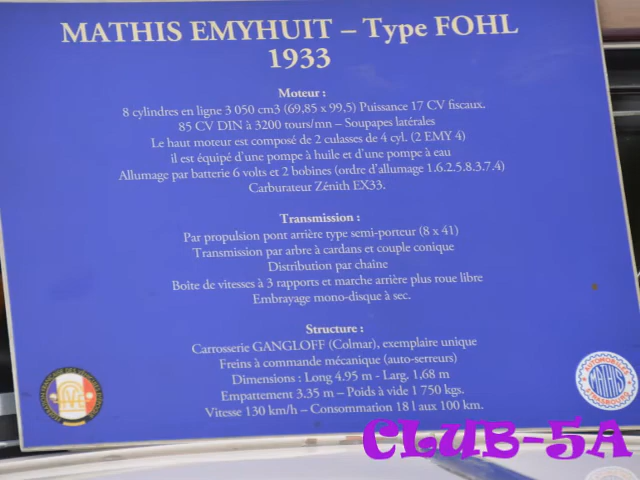 MATHIS EMYHUIT – Type FOHL
1933
Moteur :
8 cylindres en ligne 3 050 cm3 (69,85 x 99,5) Puissance 17 CV fiscaux.
85 CV DIN à 3200 tours/mn – Soupapes latérales
Le haut moteur est composé de 2 culasses de 4 cyl. (2 EMY 4)
il est équipé d'une pompe à huile et d'une pompe à eau
Allumage par batterie 6 volts et 2 bobines (ordre d'allumage 1.6.2.5.8.3.7.4)
Carburateur Zénith EX33.
Transmission :
Par propulsion pont arrière type semi-porteur (8 x 41)
Transmission par arbre à cardans et couple conique
Distribution par chaîne
Boîte de vitesses à 3 rapports et marche arrière plus roue libre
Embrayage mono-disque à sec.
Structure :
Carrosserie GANGLOFF (Colmar), exemplaire unique
Freins à commande mécanique (auto-serreurs)
Dimensions : Long 4.95 m - Larg. 1,68 m
Empattement 3.35 m – Poids à vide 1 750 kgs.
Vitesse 130 km/h – Consommation 18 l aux 100 km.
AUTOMOBILES
MATHIS
STRASBOURG
CLUB-5A